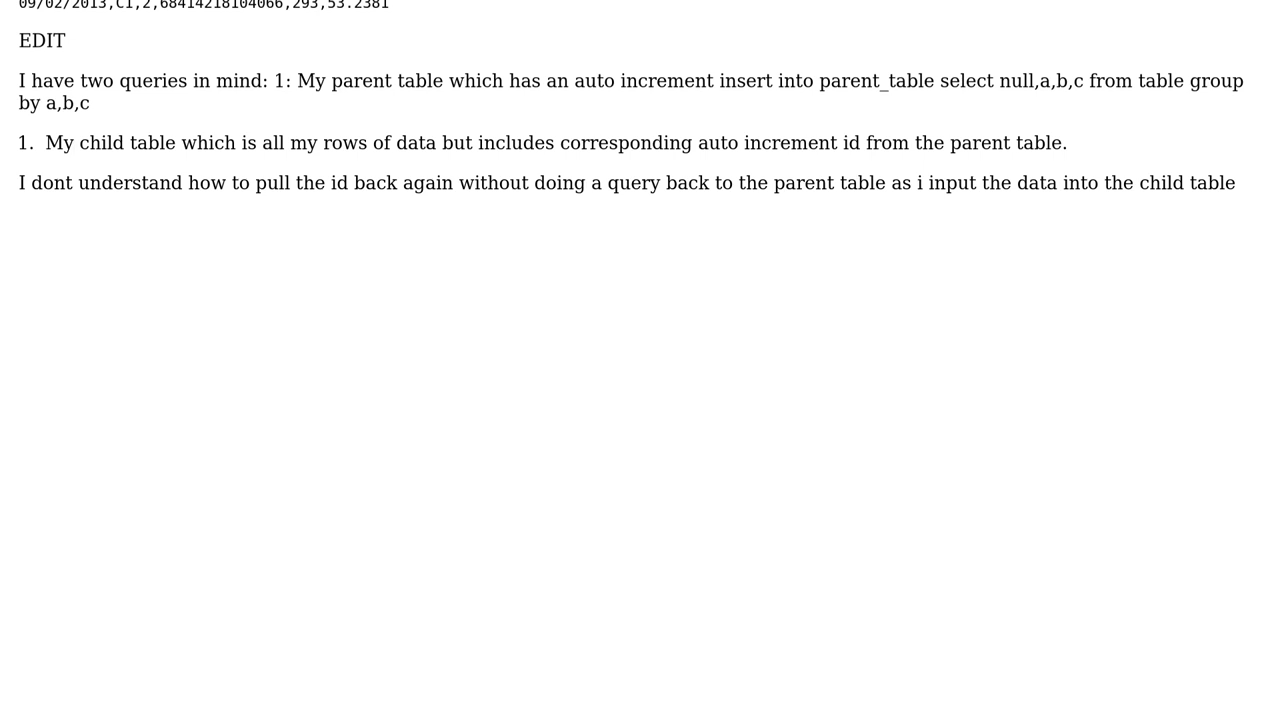 09/02/2013,C1,2,68414218104066,293,53.2381
EDIT
I have two queries in mind: 1: My parent table which has an auto increment insert into parent_table select null,a,b,c from table group
by a,b,c
1. My child table which is all my rows of data but includes corresponding auto increment id from the parent table.
I dont understand how to pull the id back again without doing a query back to the parent table as i input the data into the child table